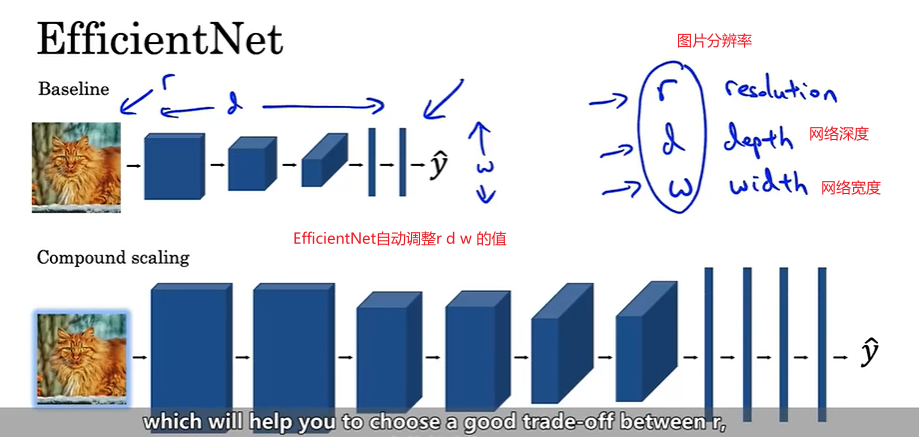 EfficientNet
图片分辨率
Baseline
r
d
w
ŷ
r resolution
d depth 网络深度
w width 网络宽度
EfficientNet自动调整r d w 的值
Compound scaling
ŷ
which will help you to choose a good trade-off between r,